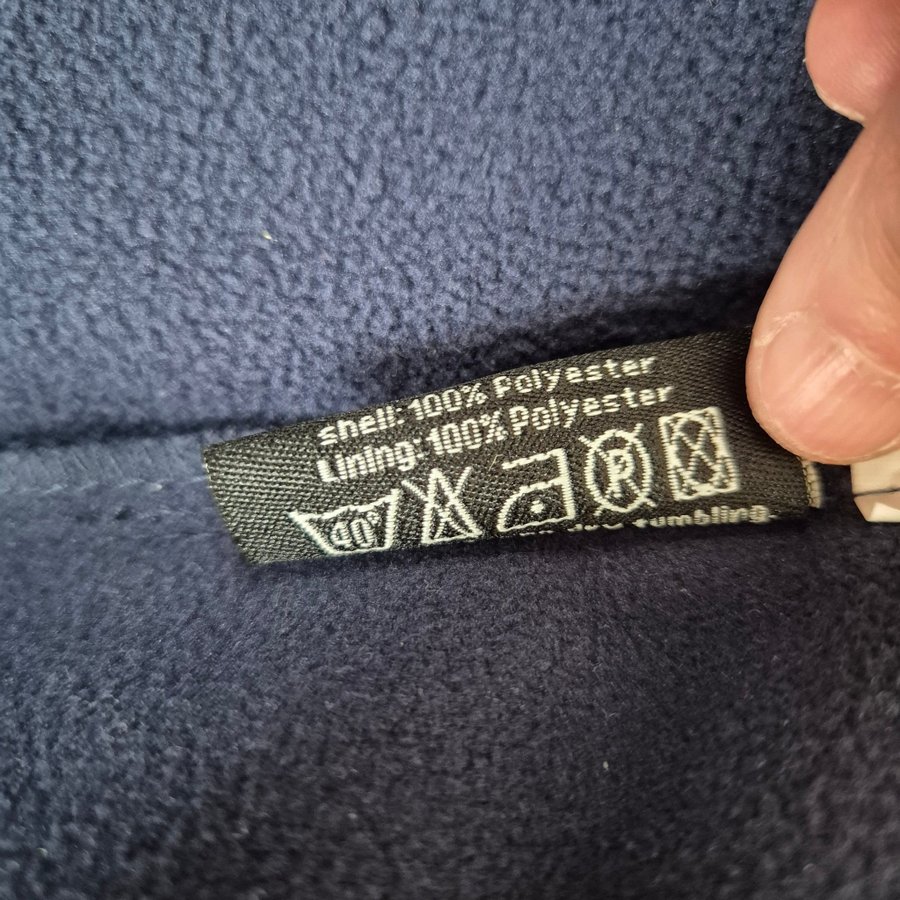 shell: 100% Polyester
Lining: 100% Polyester
40°
P
tumbling.